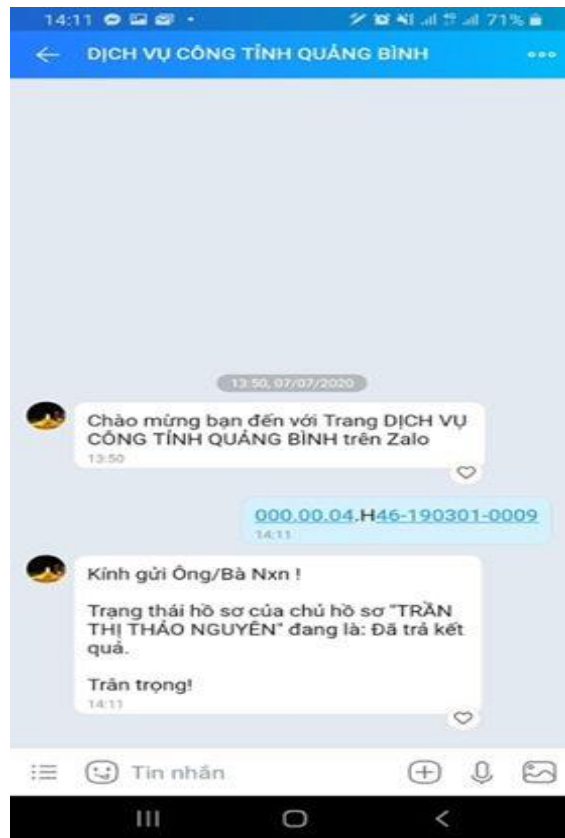 14:11 71%
DỊCH VỤ CÔNG TỈNH QUẢNG BÌNH
13:50, 07/07/2020
Chào mừng bạn đến với Trang DỊCH VỤ
CÔNG TỈNH QUẢNG BÌNH trên Zalo
13:50
000.00.04.H46-190301-0009
14:11
Kính gửi Ông/Bà Nxn !
Trạng thái hồ sơ của chủ hồ sơ "TRẦN
THỊ THẢO NGUYÊN" đang là: Đã trả kết
quả.
Trân trọng!
14:11
Tin nhắn